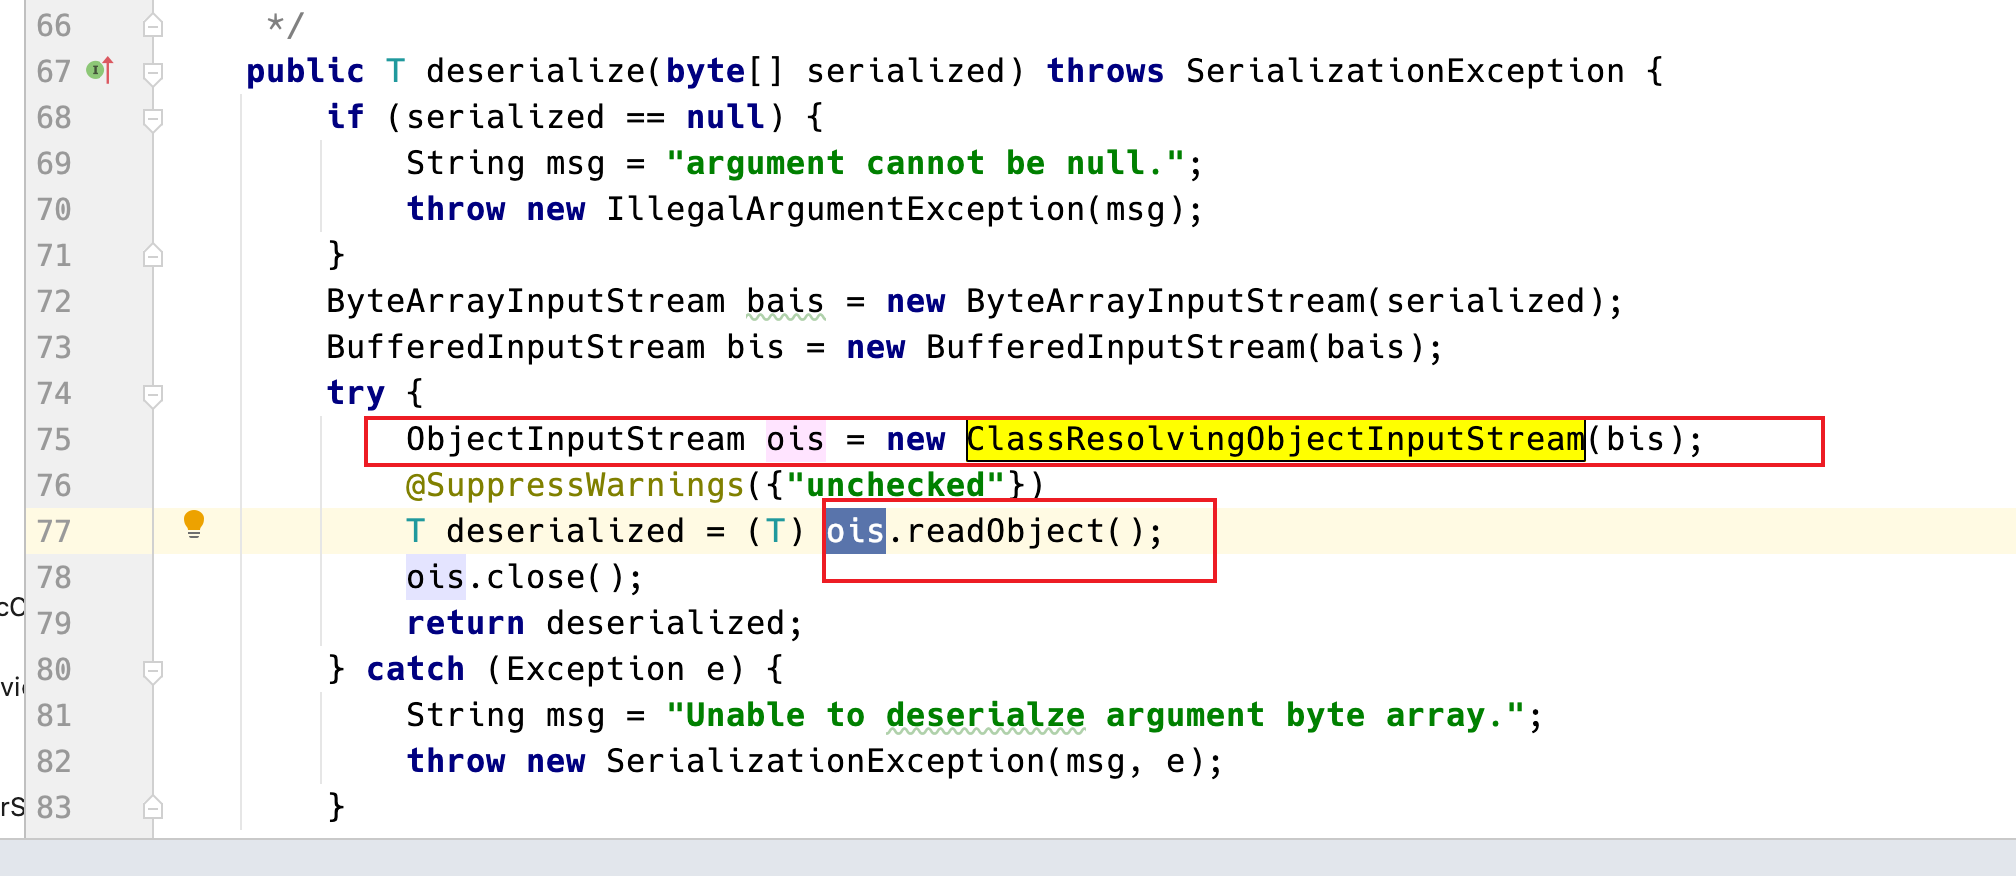 66 */
67 public T deserialize(byte[] serialized) throws SerializationException {
68 if (serialized == null) {
69 String msg = "argument cannot be null.";
70 throw new IllegalArgumentException(msg);
71 }
72 ByteArrayInputStream bais = new ByteArrayInputStream(serialized);
73 BufferedInputStream bis = new BufferedInputStream(bais);
74 try {
75 ObjectInputStream ois = new ClassResolvingObjectInputStream(bis);
76 @SuppressWarnings({"unchecked"})
77 T deserialized = (T) ois.readObject();
78 ois.close();
79 return deserialized;
80 } catch (Exception e) {
81 String msg = "Unable to deserialze argument byte array.";
82 throw new SerializationException(msg, e);
83 }